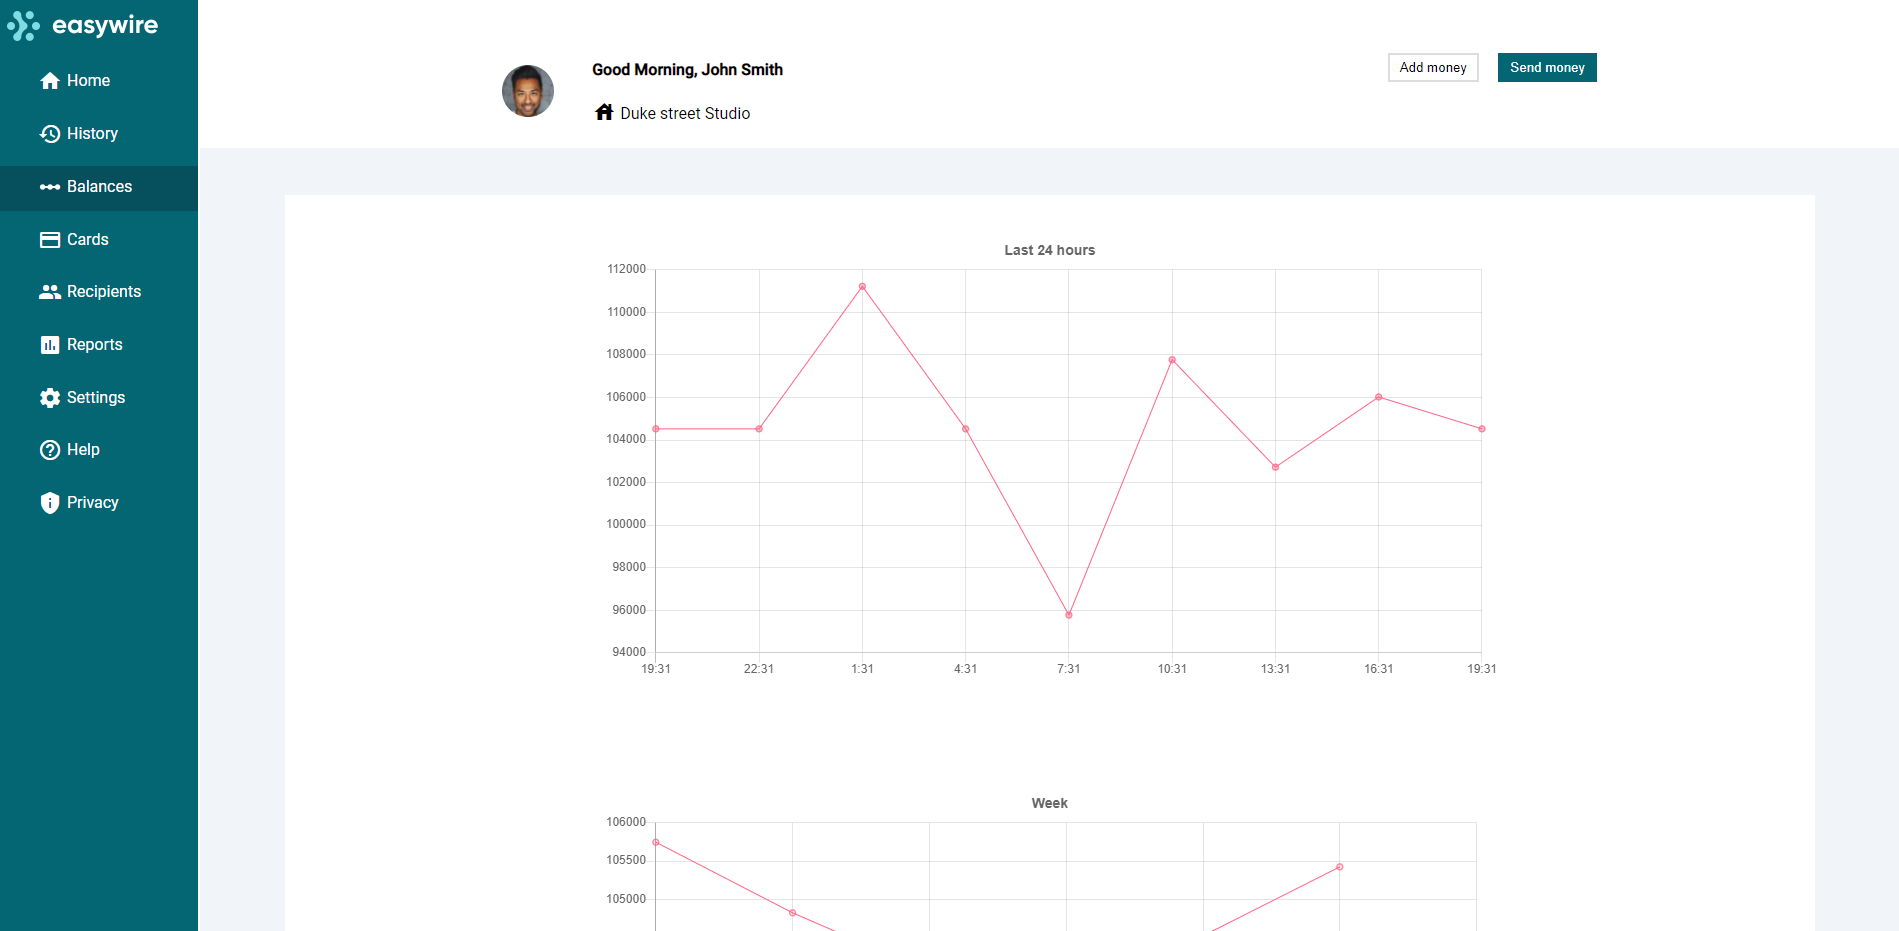 easywire
Home
History
Balances
Cards
Recipients
Reports
Settings
Help
Privacy
Good Morning, John Smith
Duke street Studio
Add money
Send money
Last 24 hours
112000
110000
108000
106000
104000
102000
100000
98000
96000
94000
19:31 22:31 1:31 4:31 7:31 10:31 13:31 16:31 19:31
Week
106000
105500
105000